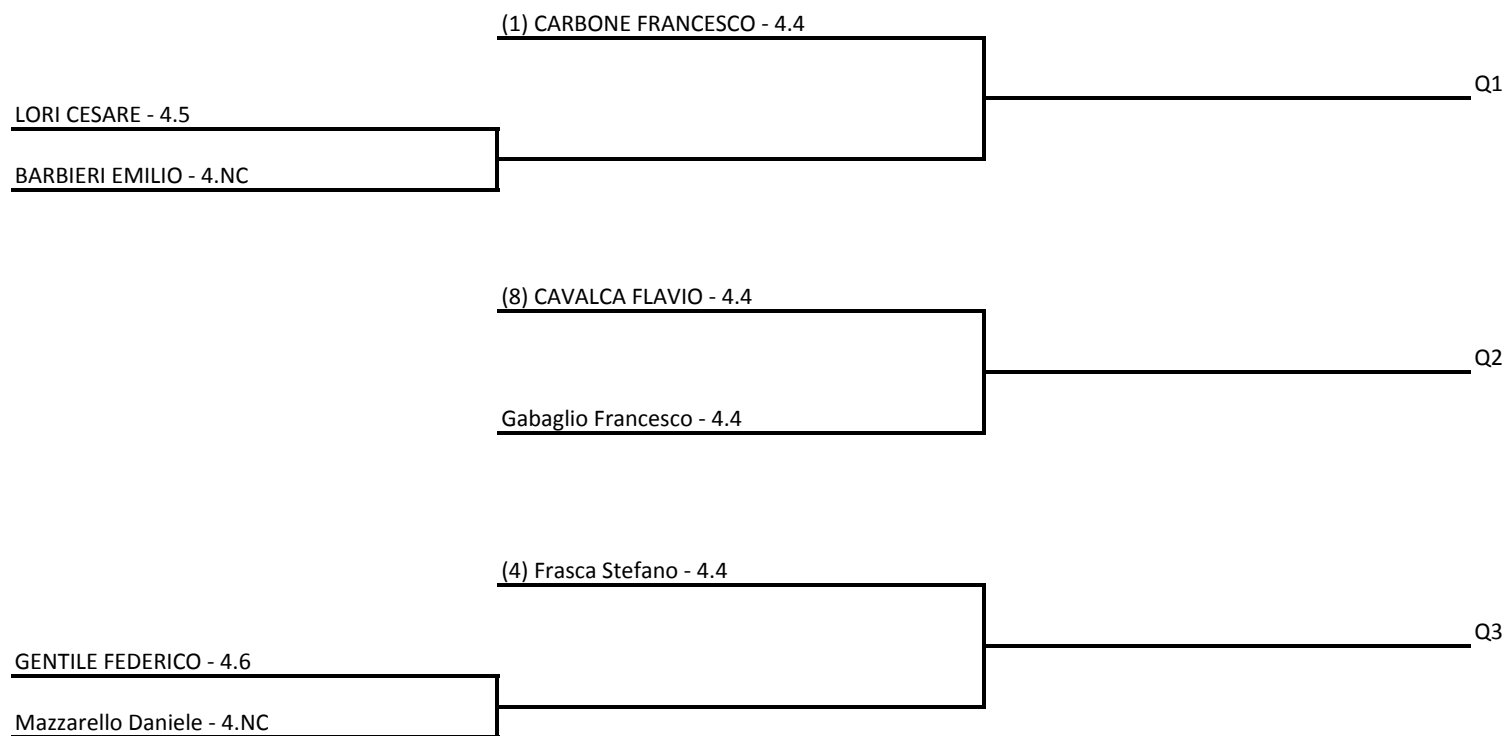 (1) CARBONE FRANCESCO - 4.4
Q1
LORI CESARE - 4.5
BARBIERI EMILIO - 4.NC
(8) CAVALCA FLAVIO - 4.4
Q2
Gabaglio Francesco - 4.4
(4) Frasca Stefano - 4.4
Q3
GENTILE FEDERICO - 4.6
Mazzarello Daniele - 4.NC